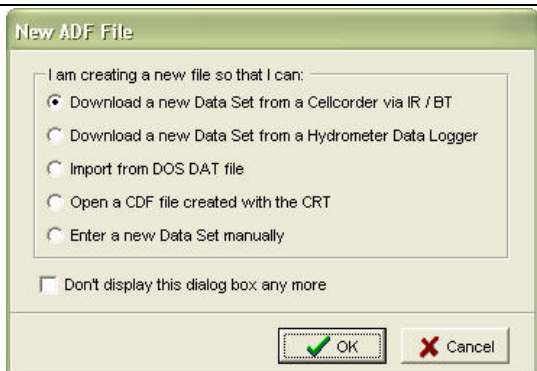 New ADF File
I am creating a new file so that I can:
Download a new Data Set from a Cellcorder via IR / BT
Download a new Data Set from a Hydrometer Data Logger
Import from DOS DAT file
Open a CDF file created with the CRT
Enter a new Data Set manually
Don't display this dialog box any more
OK
Cancel